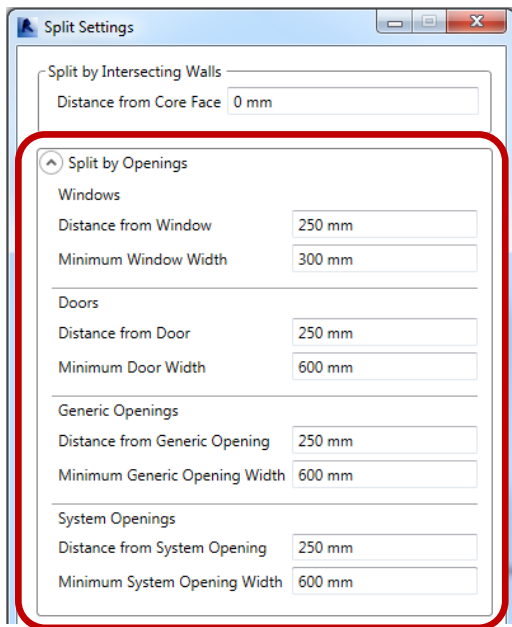 Split Settings
Split by Intersecting Walls
Distance from Core Face 0 mm
Split by Openings
Windows
Distance from Window 250 mm
Minimum Window Width 300 mm
Doors
Distance from Door 250 mm
Minimum Door Width 600 mm
Generic Openings
Distance from Generic Opening 250 mm
Minimum Generic Opening Width 600 mm
System Openings
Distance from System Opening 250 mm
Minimum System Opening Width 600 mm